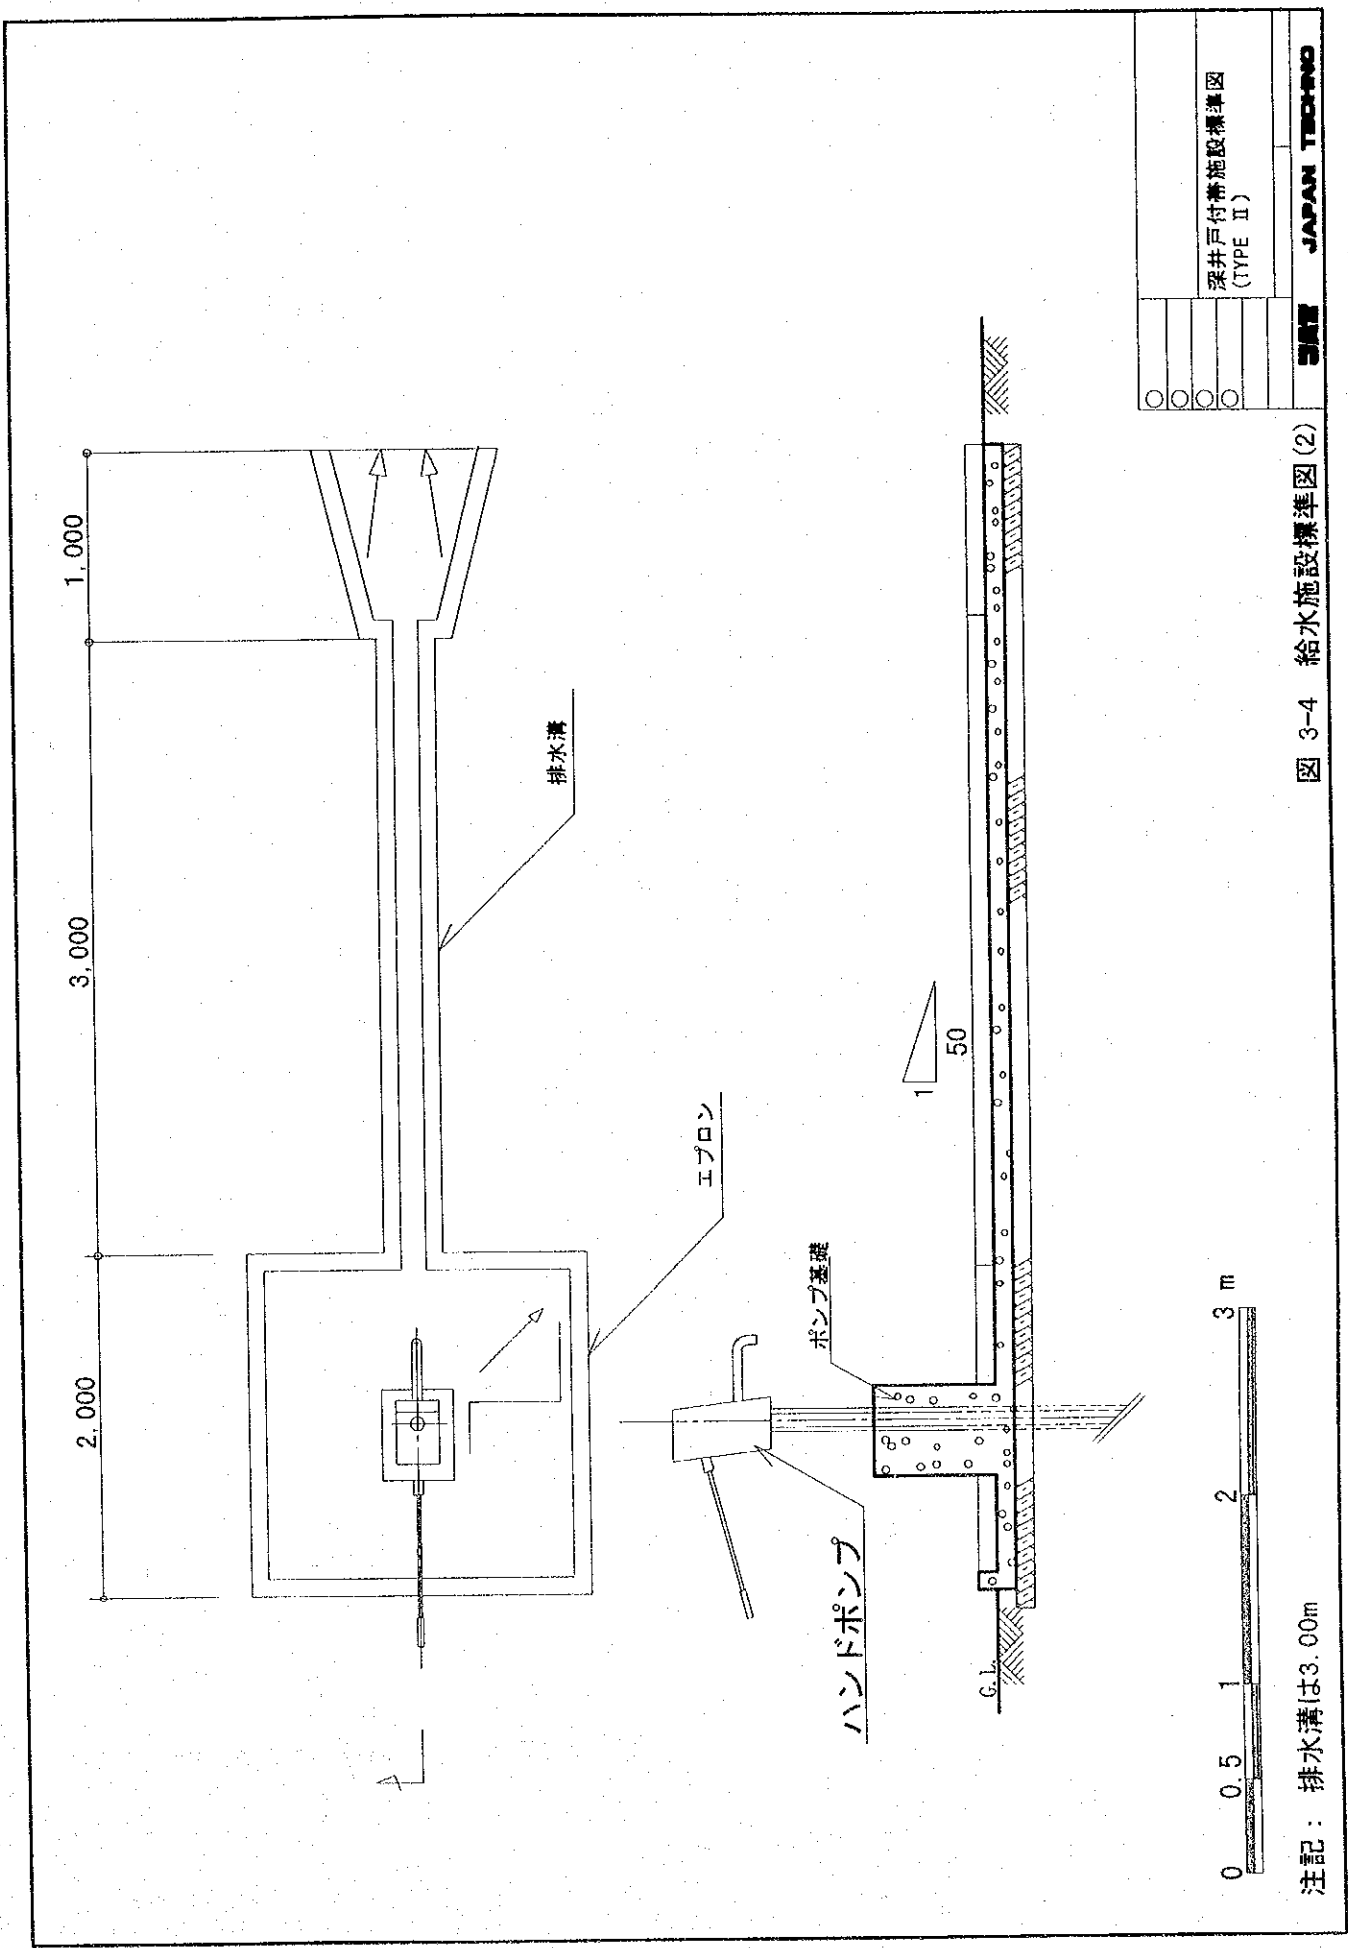 2,000
3,000
1,000
排水溝
エプロン
ハンドポンプ
ポンプ基礎
1
50
G.L.
0 0.5 1 2 3 m
注記：排水溝は3.00m
図 3-4 給水施設標準図(2)
深井戸付帯施設標準図
(TYPE II)
JAPAN TECHNO